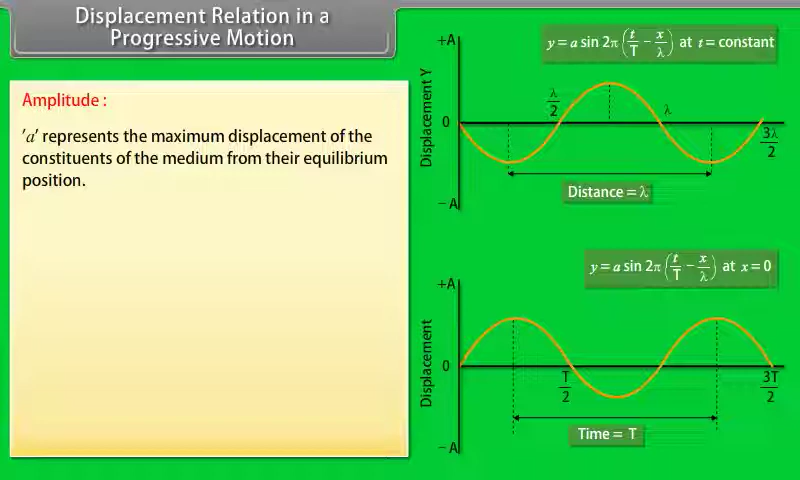 Displacement Relation in a
Progressive Motion
Amplitude :
'a' represents the maximum displacement of the
constituents of the medium from their equilibrium
position.
y = a sin 2π (t/T − x/λ) at t = constant
+A
Displacement Y
0
− A
λ/2
λ
3λ/2
Distance = λ
y = a sin 2π (t/T − x/λ) at x = 0
+A
Displacement
0
− A
T/2
3T/2
Time = T